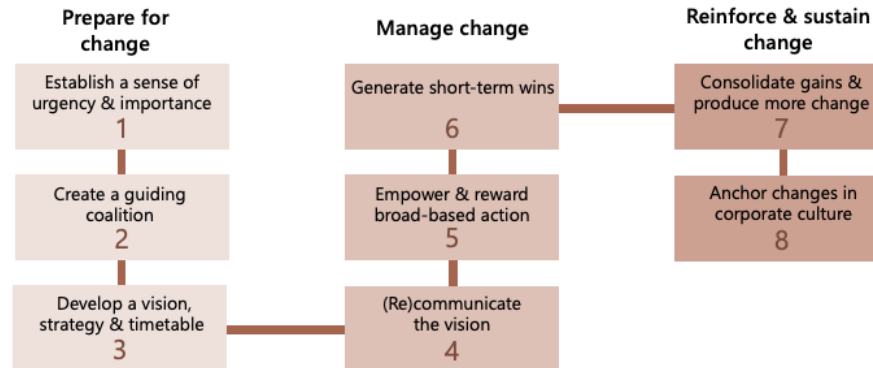 Prepare for
change
Establish a sense of
urgency & importance
1
Create a guiding
coalition
2
Develop a vision,
strategy & timetable
3
Manage change
(Re)communicate
the vision
4
Empower & reward
broad-based action
5
Generate short-term wins
6
Reinforce & sustain
change
Consolidate gains &
produce more change
7
Anchor changes in
corporate culture
8